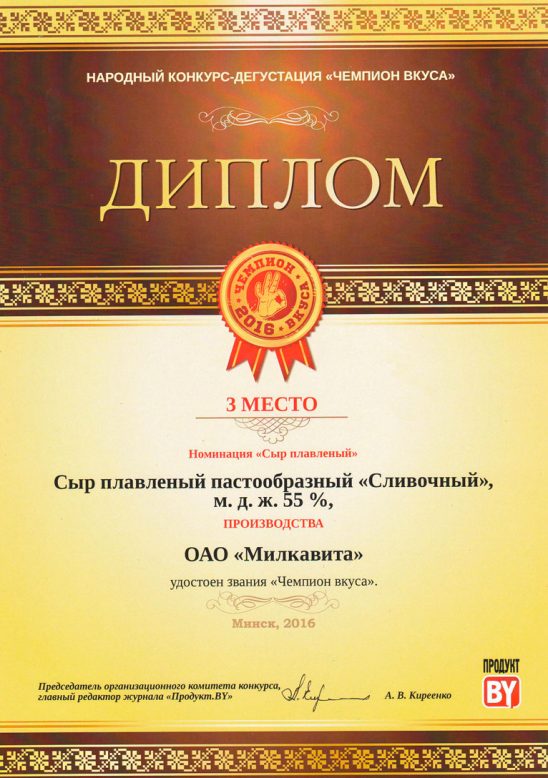 НАРОДНЫЙ КОНКУРС-ДЕГУСТАЦИЯ «ЧЕМПИОН ВКУСА»
ДИПЛОМ
ЧЕМПИОН
ВКУСА
2016
3 МЕСТО
Номинация «Сыр плавленый»
Сыр плавленый пастообразный «Сливочный»,
м. д. ж. 55 %,
ПРОИЗВОДСТВА
ОАО «Милкавита»
удостоен звания «Чемпион вкуса».
Минск, 2016
ПРОДУКТ
BY
Председатель организационного комитета конкурса,
главный редактор журнала «Продукт.BY»
А. В. Киреенко